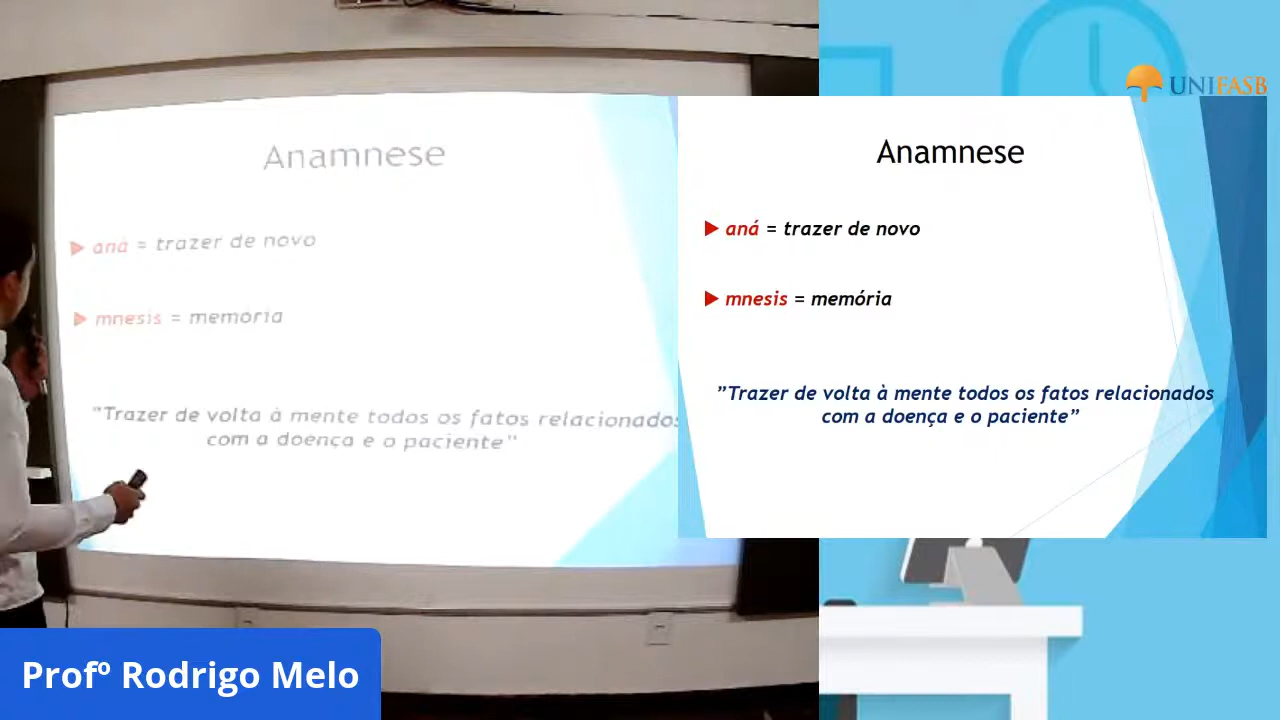 Anamnese
aná = trazer de novo
mnesis = memória
"Trazer de volta à mente todos os fatos relacionados
com a doença e o paciente"
UNIFASB
Anamnese
aná = trazer de novo
mnesis = memória
”Trazer de volta à mente todos os fatos relacionados
com a doença e o paciente”
Profº Rodrigo Melo